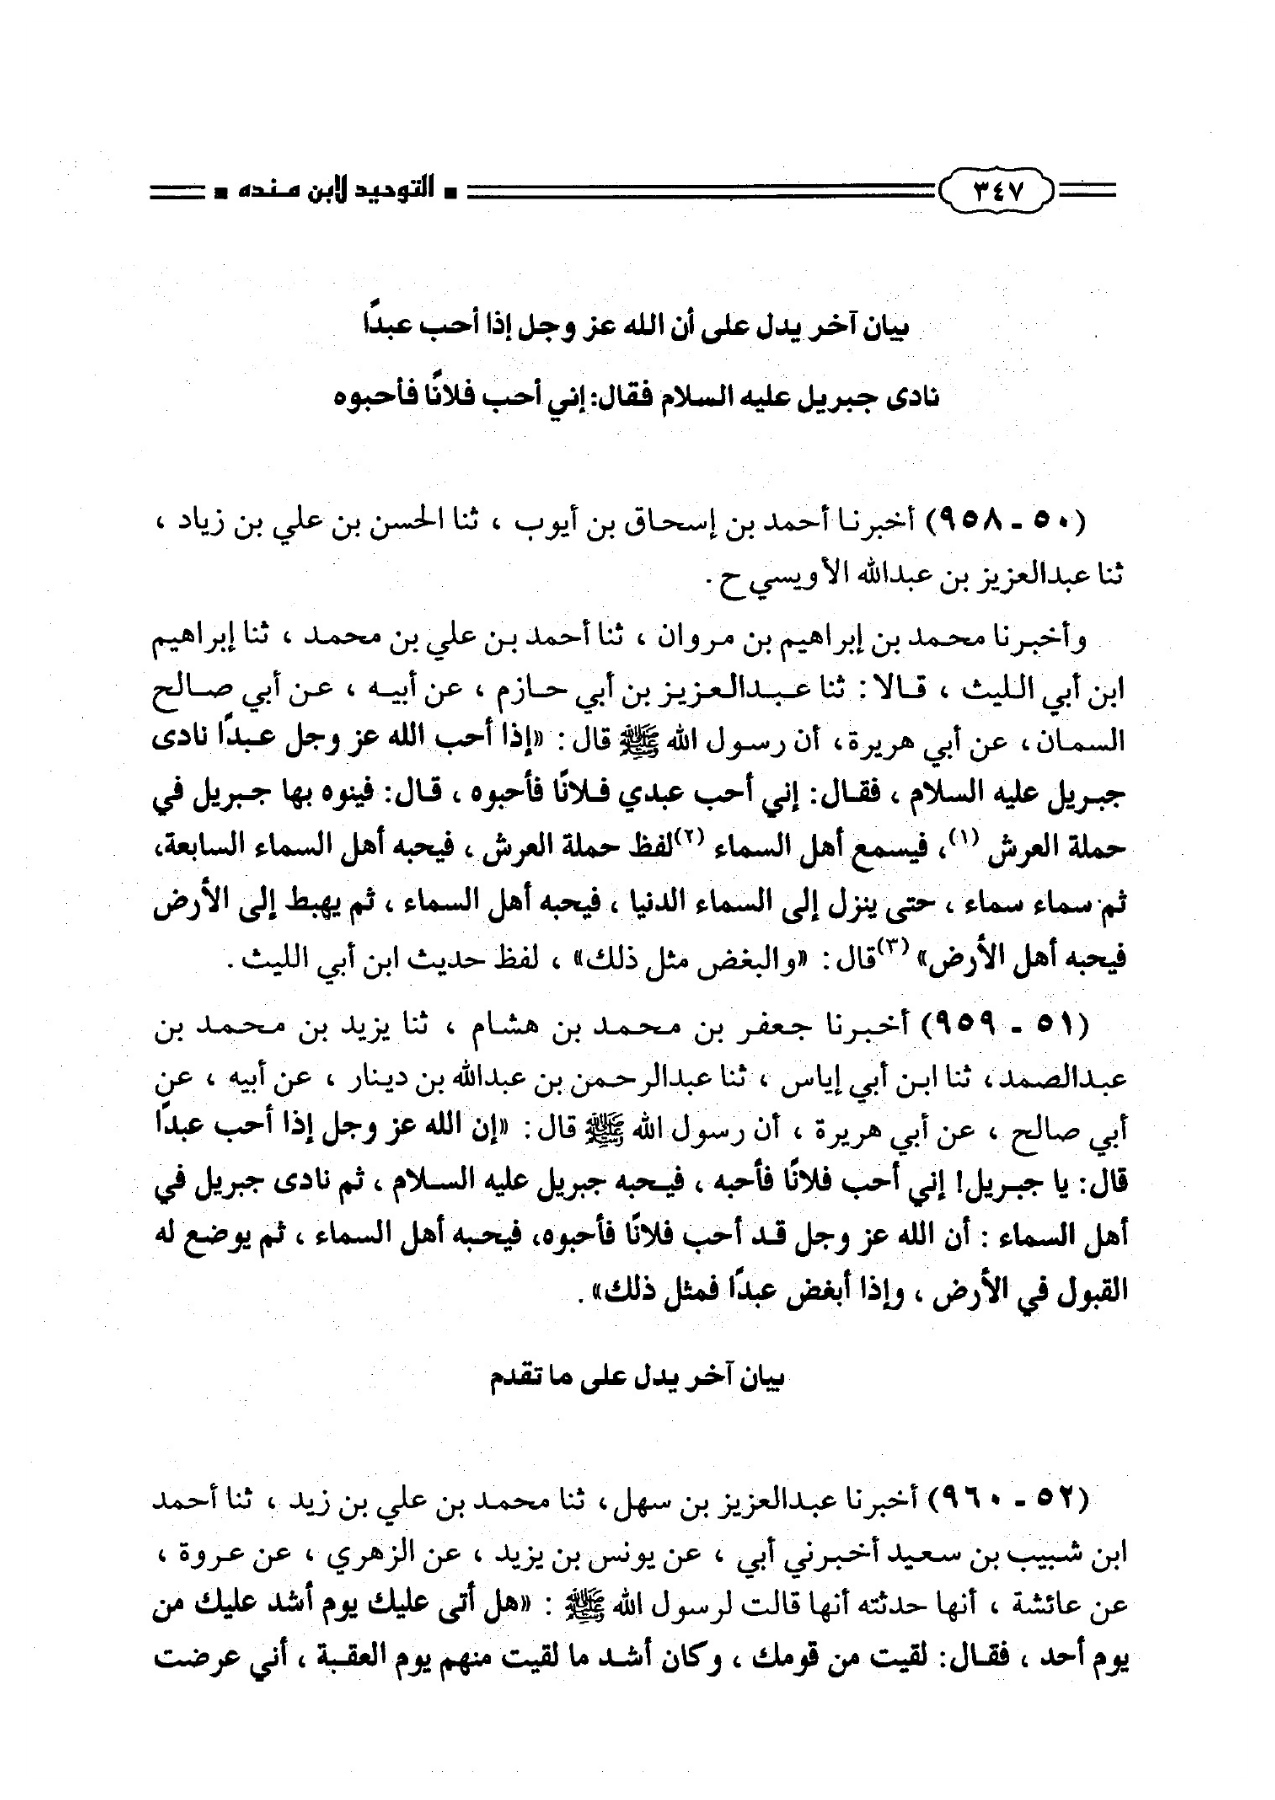 ٣٤٧ ■ التوحيد لابن منده ■
بيان آخر يدل على أن الله عز وجل إذا أحب عبدًا
نادى جبريل عليه السلام فقال: إني أحب فلانًا فأحبوه
(٥٠ ـ ٩٥٨) أخبرنا أحمد بن إسحاق بن أيوب ، ثنا الحسن بن علي بن زياد ،
ثنا عبدالعزيز بن عبدالله الأويسي ح .
وأخبرنا محمد بن إبراهيم بن مروان ، ثنا أحمد بن علي بن محمد ، ثنا إبراهيم
ابن أبي الليث ، قالا : ثنا عبدالعزيز بن أبي حازم ، عن أبيه ، عن أبي صالح
السمان، عن أبي هريرة، أن رسول الله ﷺ قال : «إذا أحب الله عز وجل عبدًا نادى
جبريل عليه السلام ، فقال: إني أحب عبدي فلانًا فأحبوه ، قال: فينوه بها جبريل في
حملة العرش (١)، فيسمع أهل السماء (٢)لفظ حملة العرش ، فيحبه أهل السماء السابعة،
ثم سماء سماء ، حتى ينزل إلى السماء الدنيا ، فيحبه أهل السماء ، ثم يهبط إلى الأرض
فيحبه أهل الأرض» (٣)قال : «والبغض مثل ذلك» ، لفظ حديث ابن أبي الليث .
(٥١ ـ ٩٥٩) أخبرنا جعفر بن محمد بن هشام ، ثنا يزيد بن محمد بن
عبدالصمد، ثنا ابن أبي إياس ، ثنا عبدالرحمن بن عبدالله بن دينار ، عن أبيه ، عن
أبي صالح ، عن أبي هريرة ، أن رسول الله ﷺ قال : «إن الله عز وجل إذا أحب عبدًا
قال: يا جبريل! إني أحب فلانًا فأحبه ، فيحبه جبريل عليه السلام ، ثم نادى جبريل في
أهل السماء : أن الله عز وجل قد أحب فلانًا فأحبوه، فيحبه أهل السماء ، ثم يوضع له
القبول في الأرض ، وإذا أبغض عبدًا فمثل ذلك» .
بيان آخر يدل على ما تقدم
(٥٢ ـ ٩٦٠) أخبرنا عبدالعزيز بن سهل، ثنا محمد بن علي بن زيد ، ثنا أحمد
ابن شبيب بن سعيد أخبرني أبي ، عن يونس بن يزيد ، عن الزهري ، عن عروة ،
عن عائشة ، أنها حدثته أنها قالت لرسول الله ﷺ : «هل أتى عليك يوم أشد عليك من
يوم أحد ، فقال: لقيت من قومك ، وكان أشد ما لقيت منهم يوم العقبة ، أني عرضت